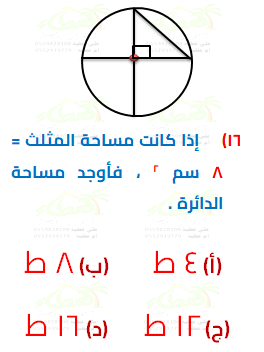 ١٦) إذا كانت مساحة المثلث =
٨ سم ٢ ، فأوجد مساحة
الدائرة .
(أ) ٤ ط (ب) ٨ ط
(ج) ١٢ ط (د) ١٦ ط